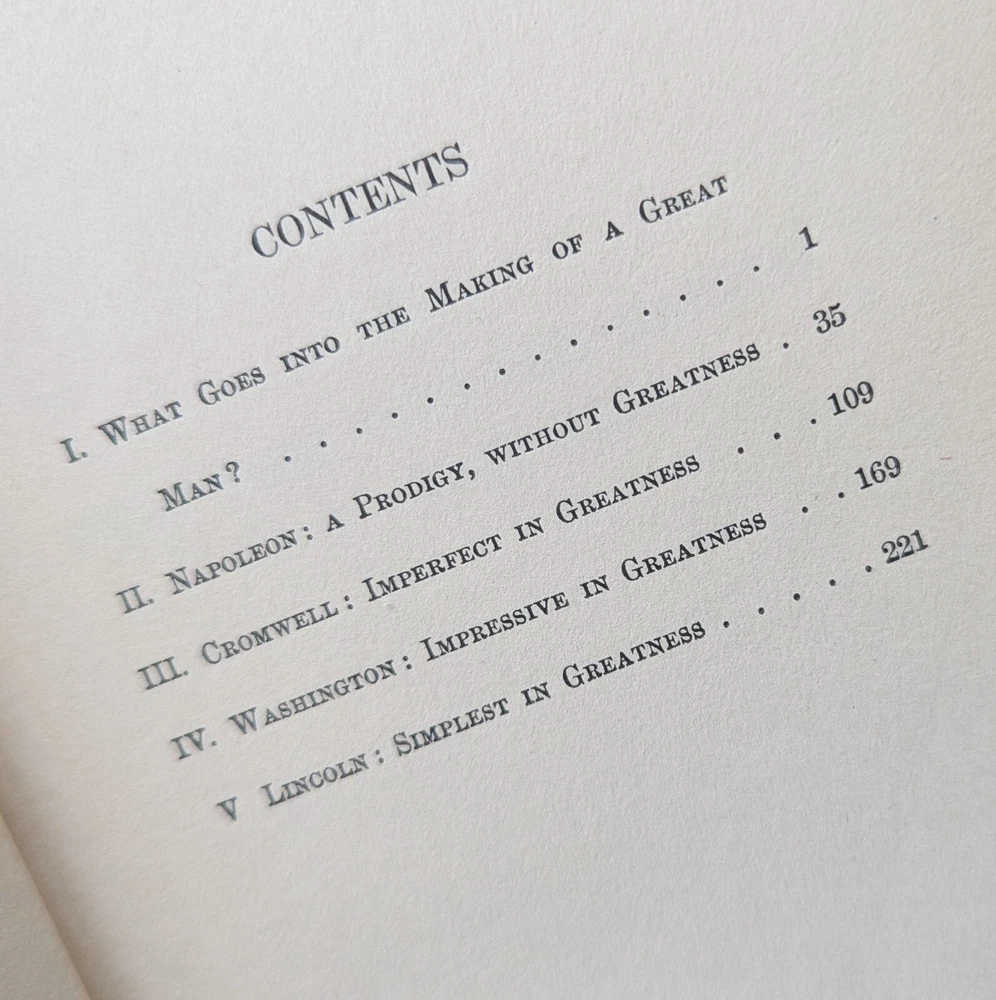 CONTENTS
I. What Goes into the Making of a Great
Man? . . . . . . . . . . . . . . 1
II. Napoleon: a Prodigy, without Greatness . 35
III. Cromwell: Imperfect in Greatness . . . 109
IV. Washington: Impressive in Greatness . . 169
V Lincoln: Simplest in Greatness . . . . . 221